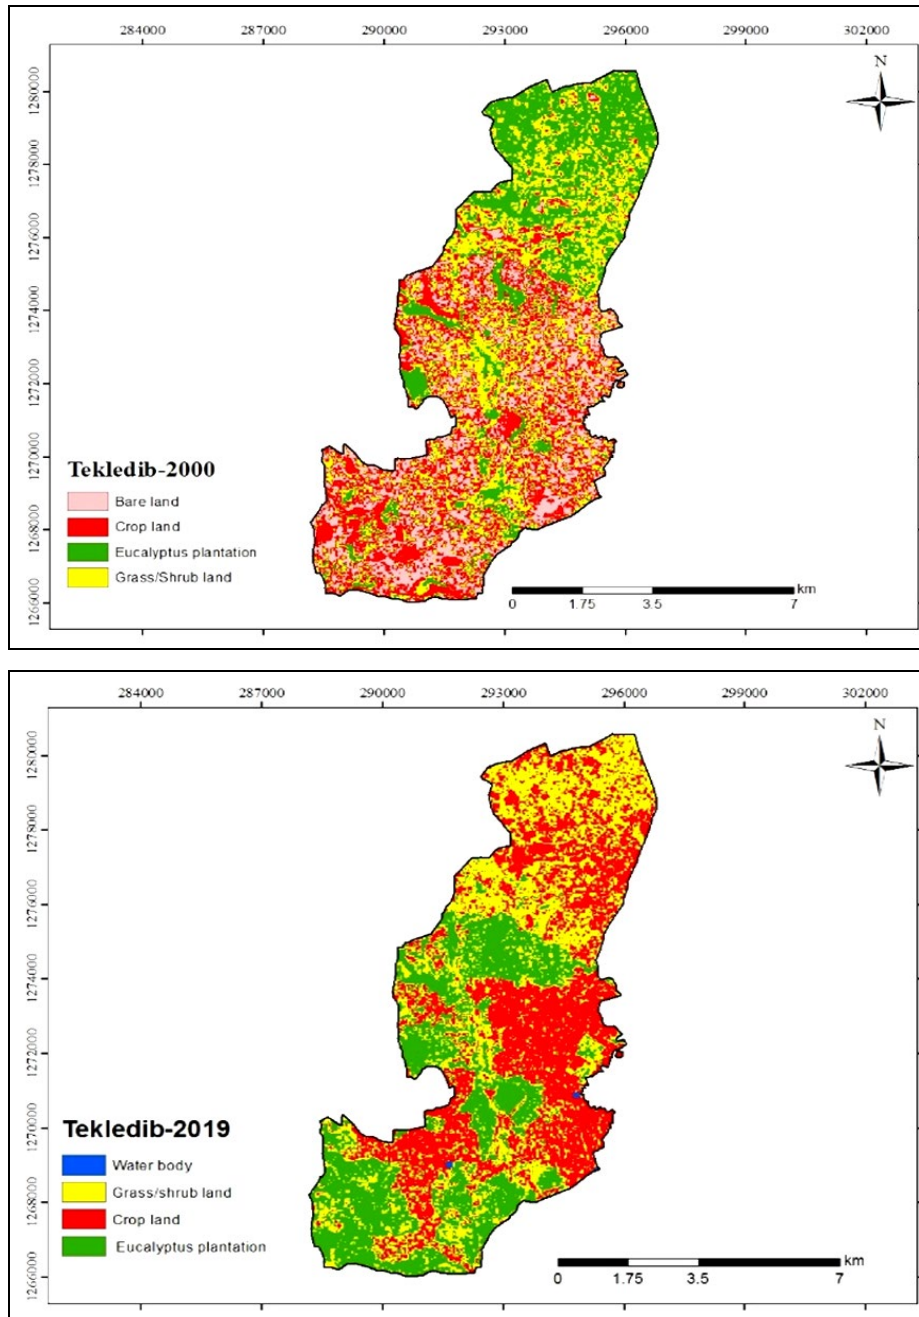 284000 287000 290000 293000 296000 299000 302000
N
1280000
1278000
1276000
1274000
1272000
1270000
1268000
1266000
Tekledib-2000
Bare land
Crop land
Eucalyptus plantation
Grass/Shrub land
km
0 1.75 3.5 7
284000 287000 290000 293000 296000 299000 302000
N
1280000
1278000
1276000
1274000
1272000
1270000
1268000
1266000
Tekledib-2019
Water body
Grass/shrub land
Crop land
Eucalyptus plantation
km
0 1.75 3.5 7